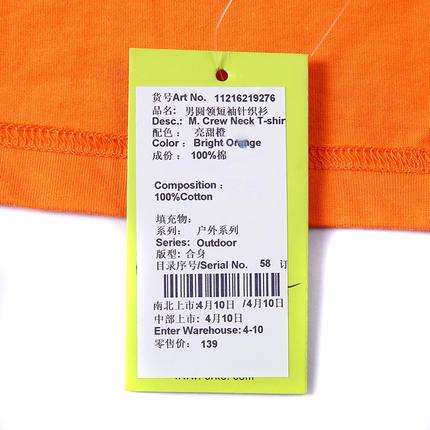 货号Art No. 11216219276
品名: 男圆领短袖针织衫
Desc.: M. Crew Neck T-shir
配色 : 亮甜橙
Color : Bright Orange
成份 : 100%棉
Composition :
100%Cotton
填充物:
系列: 户外系列
Series: Outdoor
版型: 合身
目录序号/Serial No. 58 订
南北上市:4月10日 /4月10日
中部上市: 4月10日
Enter Warehouse: 4-10
零售价: 139